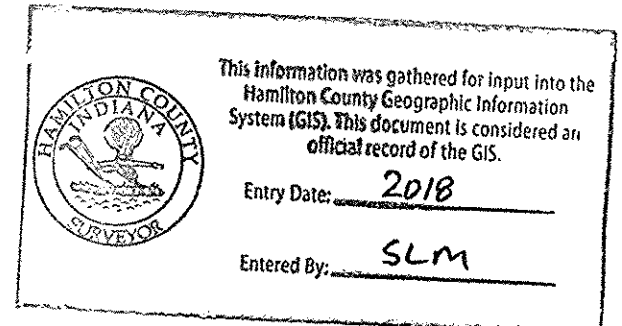 HAMILTON COUNTY
INDIANA
SURVEYOR
This information was gathered for input into the
Hamilton County Geographic Information
System (GIS). This document is considered an
official record of the GIS.
Entry Date: 2018
Entered By: SLM